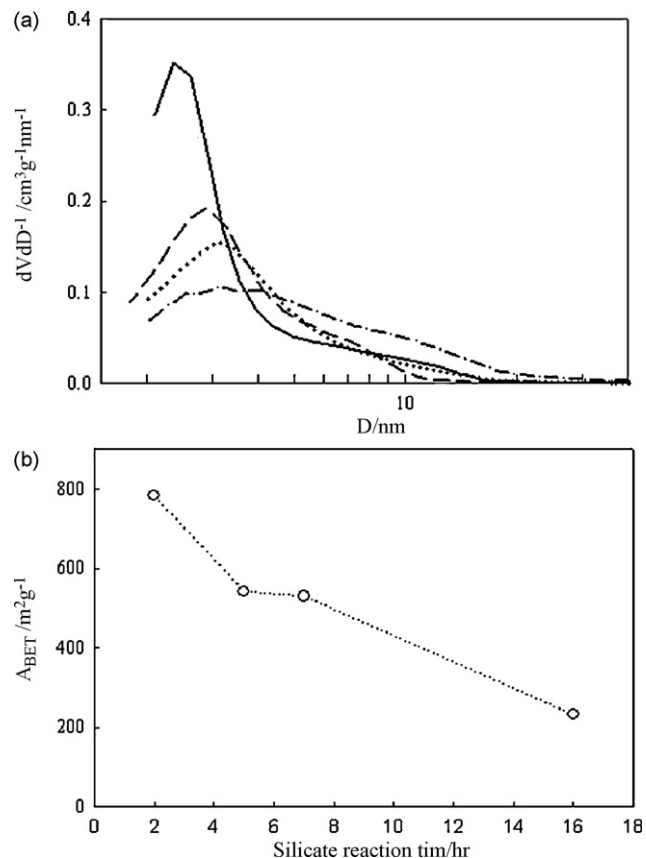 (a)
0.4
0.3
0.2
0.1
0.0
dVdD⁻¹ /cm³g⁻¹nm⁻¹
10
D/nm
(b)
800
600
400
200
0
A_BET /m²g⁻¹
0 2 4 6 8 10 12 14 16 18
Silicate reaction tim/hr